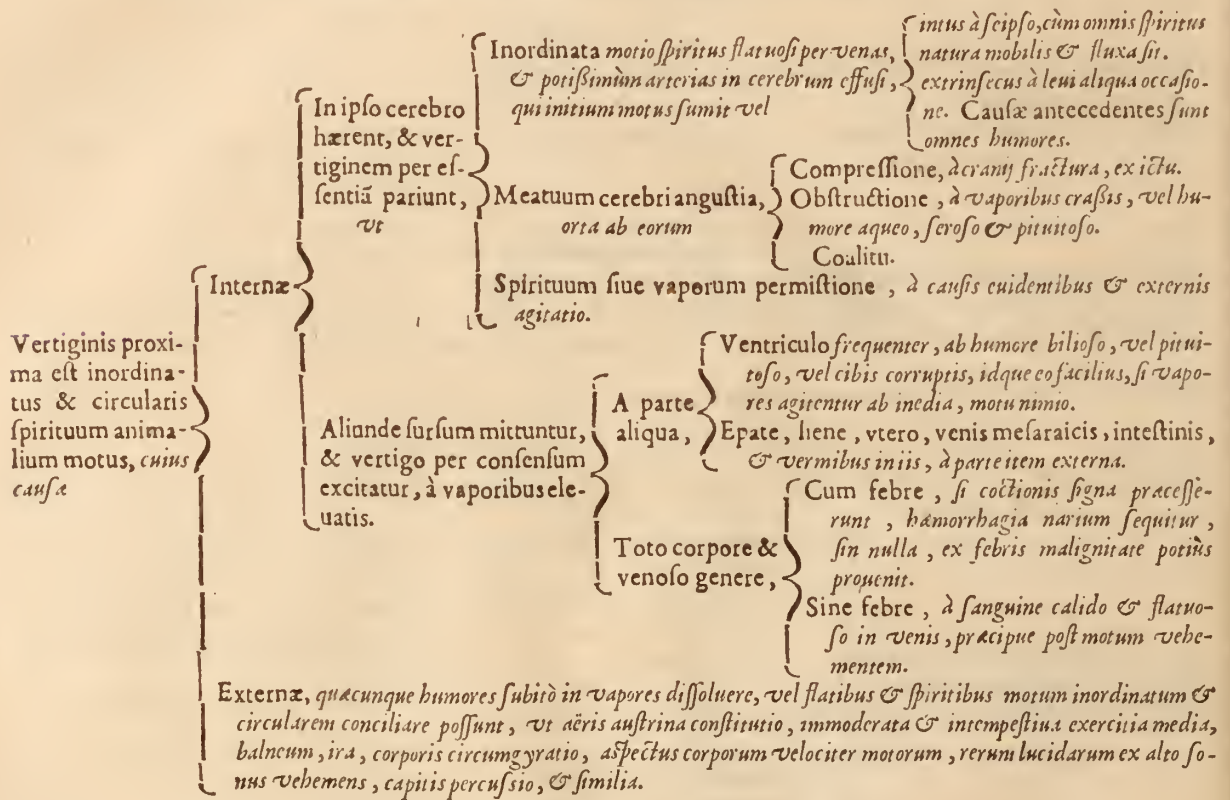 Vertiginis proxi-
ma est inordina-
tus & circularis
spirituum anima-
lium motus, cuius
causæ
Internæ
In ipso cerebro
hærent, & ver-
tiginem per es-
sentiã pariunt,
vt
Inordinata motio spiritus flatuosi per venas,
& potißimùm arterias in cerebrum effusi,
qui initium motus sumit vel
intus à seipso, cùm omnis spiritus
natura mobilis & fluxa sit.
extrinsecus à leui aliqua occasio-
ne. Causæ antecedentes sunt
omnes humores.
Meatuum cerebri angustia,
orta ab eorum
Compressione, à cranij fractura, ex ictu.
Obstructione, à vaporibus craßis, vel hu-
more aqueo, seroso & pituitoso.
Coalitu.
Spirituum siue vaporum permistione, à causis euidentibus & externis
agitatio.
Aliunde sursum mittuntur,
& vertigo per consensum
excitatur, à vaporibus ele-
uatis.
A parte
aliqua,
Ventriculo frequenter, ab humore bilioso, vel pitui-
toso, vel cibis corruptis, idque eo facilius, si vapo-
res agitentur ab inedia, motu nimio.
Epate, liene, vtero, venis mesaraicis, intestinis,
& vermibus in iis, à parte item externa.
Toto corpore &
venoso genere,
Cum febre, si coctionis signa præcesse-
runt, hæmorrhagia narium sequitur,
sin nulla, ex febris malignitate potiùs
prouenit.
Sine febre, à sanguine calido & flatuo-
so in venis, præcipue post motum vehe-
mentem.
Externæ, quæcunque humores subitò in vapores dissoluere, vel flatibus & spiritibus motum inordinatum &
circularem conciliare possunt, vt aëris austrina constitutio, immoderata & intempestiua exercitia media,
balneum, ira, corporis circumgyratio, aspectus corporum velociter motorum, rerum lucidarum ex alto so-
nus vehemens, capitis percussio, & similia.